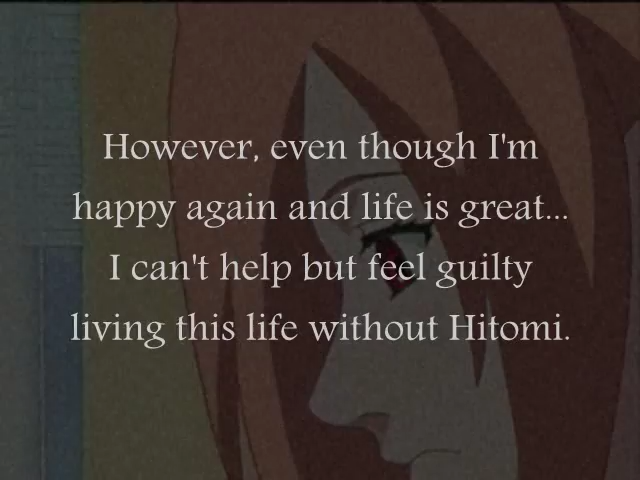 However, even though I'm
happy again and life is great...
I can't help but feel guilty
living this life without Hitomi.